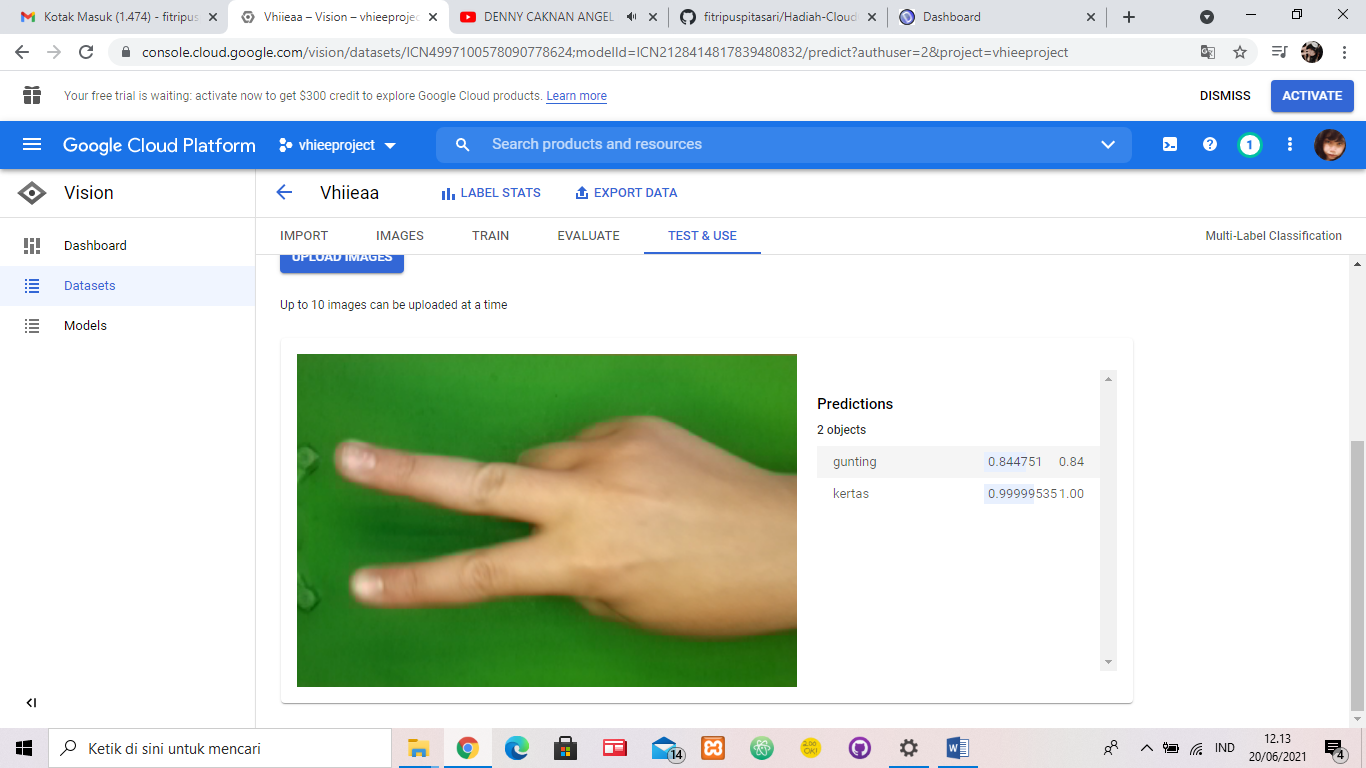 Kotak Masuk (1.474) - fitripus
Vhiieaa – Vision – vhieeprojec
DENNY CAKNAN ANGEL
fitripuspitasari/Hadiah-Cloud
Dashboard
console.cloud.google.com/vision/datasets/ICN4997100578090778624;modelId=ICN2128414817839480832/predict?authuser=2&project=vhieeproject
Your free trial is waiting: activate now to get $300 credit to explore Google Cloud products. Learn more
DISMISS
ACTIVATE
Google Cloud Platform
vhieeproject
Search products and resources
1
Vision
Vhiieaa
LABEL STATS
EXPORT DATA
Dashboard
Datasets
Models
IMPORT
IMAGES
TRAIN
EVALUATE
TEST & USE
Multi-Label Classification
UPLOAD IMAGES
Up to 10 images can be uploaded at a time
Predictions
2 objects
gunting 0.844751 0.84
kertas 0.99999535 1.00
Ketik di sini untuk mencari
14
IND
12.13
20/06/2021
4